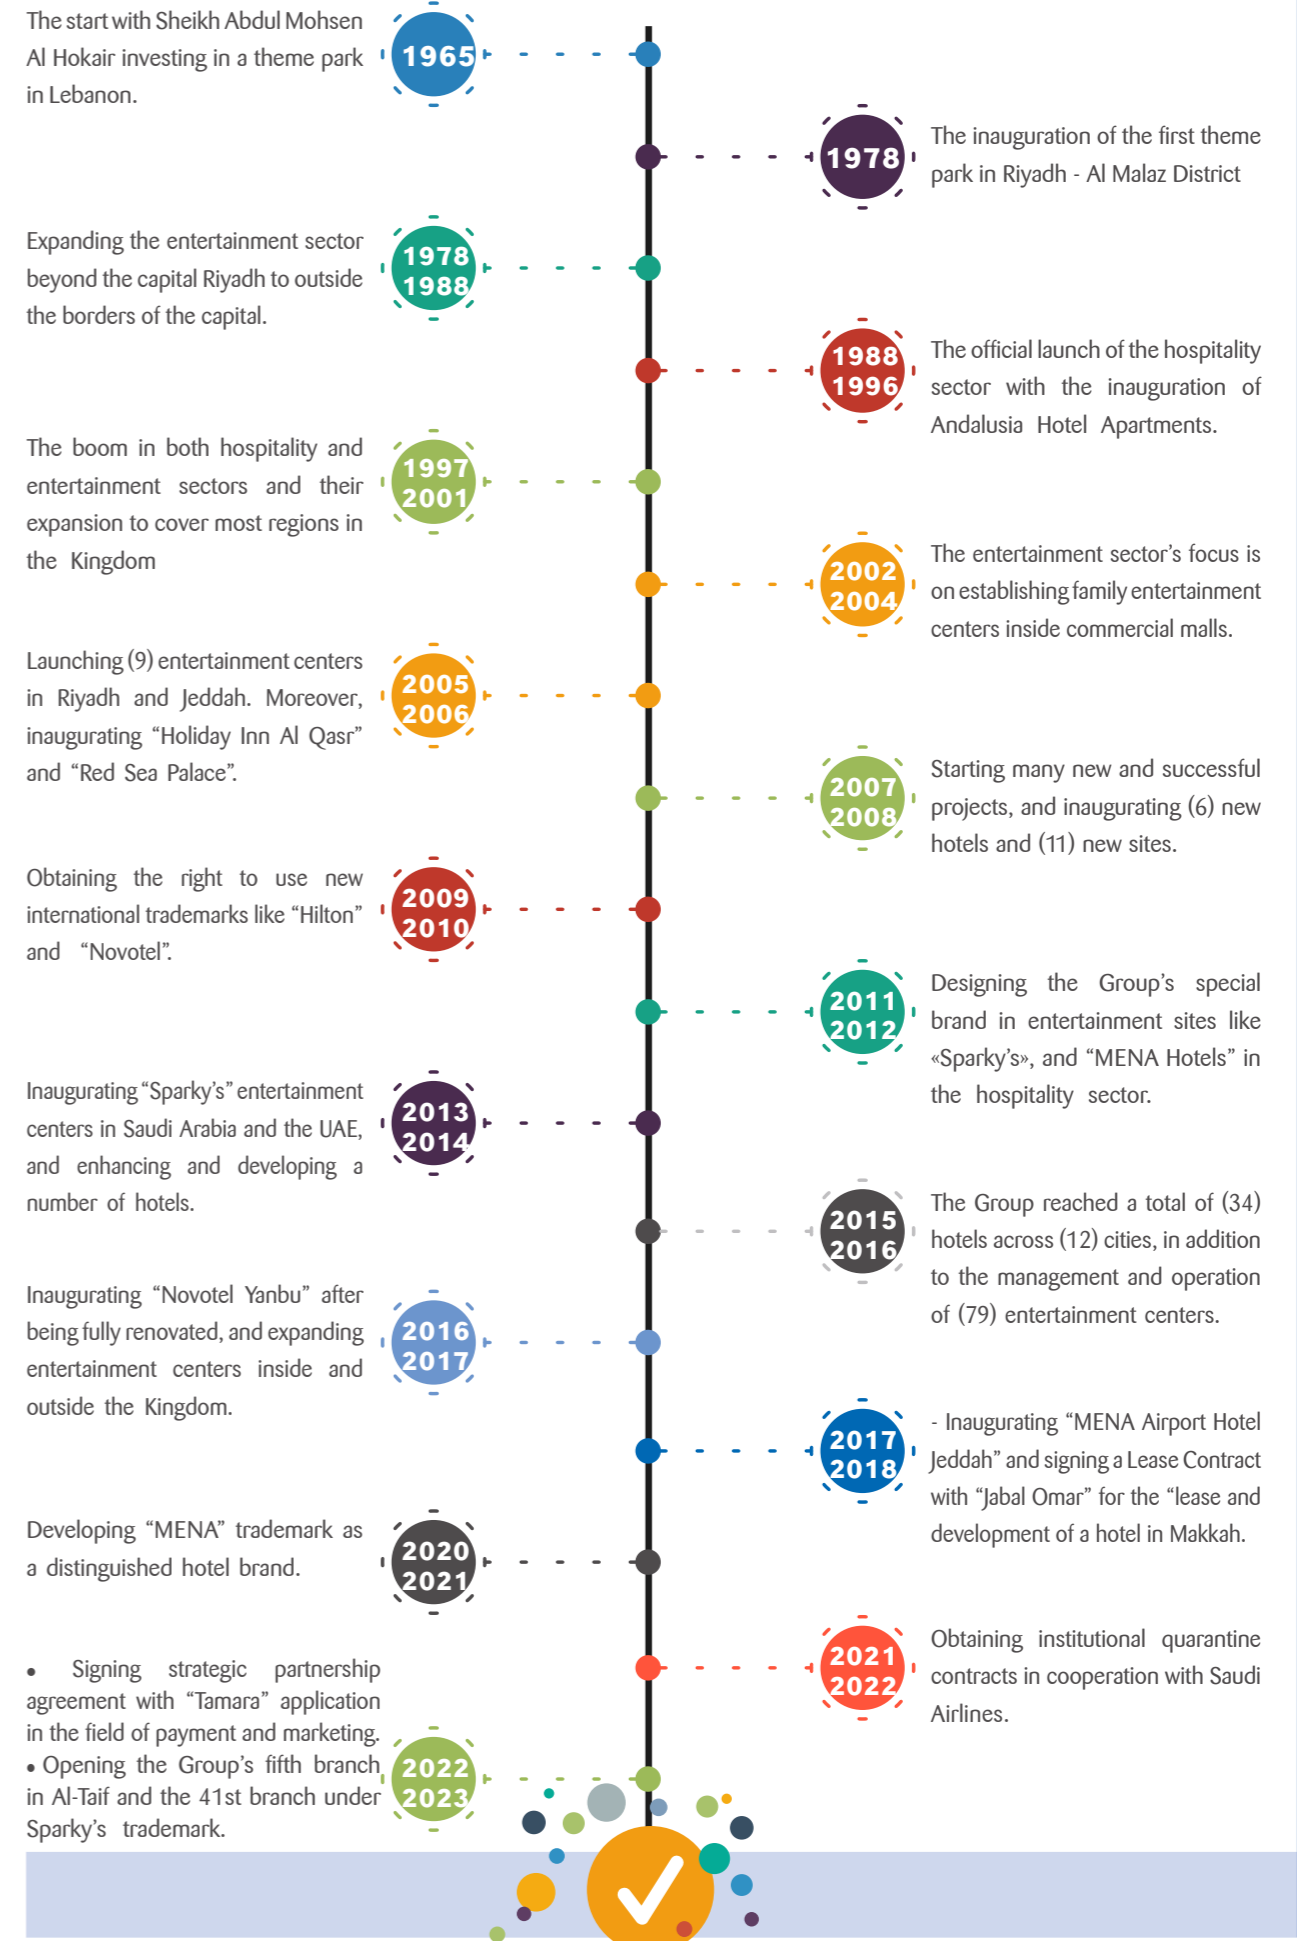 The start with Sheikh Abdul Mohsen
Al Hokair investing in a theme park
in Lebanon.
1965
1978
The inauguration of the first theme
park in Riyadh - Al Malaz District
Expanding the entertainment sector
beyond the capital Riyadh to outside
the borders of the capital.
1978
1988
1988
1996
The official launch of the hospitality
sector with the inauguration of
Andalusia Hotel Apartments.
The boom in both hospitality and
entertainment sectors and their
expansion to cover most regions in
the Kingdom
1997
2001
2002
2004
The entertainment sector’s focus is
on establishing family entertainment
centers inside commercial malls.
Launching (9) entertainment centers
in Riyadh and Jeddah. Moreover,
inaugurating “Holiday Inn Al Qasr”
and “Red Sea Palace”.
2005
2006
2007
2008
Starting many new and successful
projects, and inaugurating (6) new
hotels and (11) new sites.
Obtaining the right to use new
international trademarks like “Hilton”
and “Novotel”.
2009
2010
2011
2012
Designing the Group’s special
brand in entertainment sites like
«Sparky’s», and “MENA Hotels” in
the hospitality sector.
Inaugurating “Sparky’s” entertainment
centers in Saudi Arabia and the UAE,
and enhancing and developing a
number of hotels.
2013
2014
2015
2016
The Group reached a total of (34)
hotels across (12) cities, in addition
to the management and operation
of (79) entertainment centers.
Inaugurating “Novotel Yanbu” after
being fully renovated, and expanding
entertainment centers inside and
outside the Kingdom.
2016
2017
2017
2018
- Inaugurating “MENA Airport Hotel
Jeddah” and signing a Lease Contract
with “Jabal Omar” for the “lease and
development of a hotel in Makkah.
Developing “MENA” trademark as
a distinguished hotel brand.
2020
2021
2021
2022
Obtaining institutional quarantine
contracts in cooperation with Saudi
Airlines.
• Signing strategic partnership
agreement with “Tamara” application
in the field of payment and marketing.
• Opening the Group’s fifth branch
in Al-Taif and the 41st branch under
Sparky’s trademark.
2022
2023